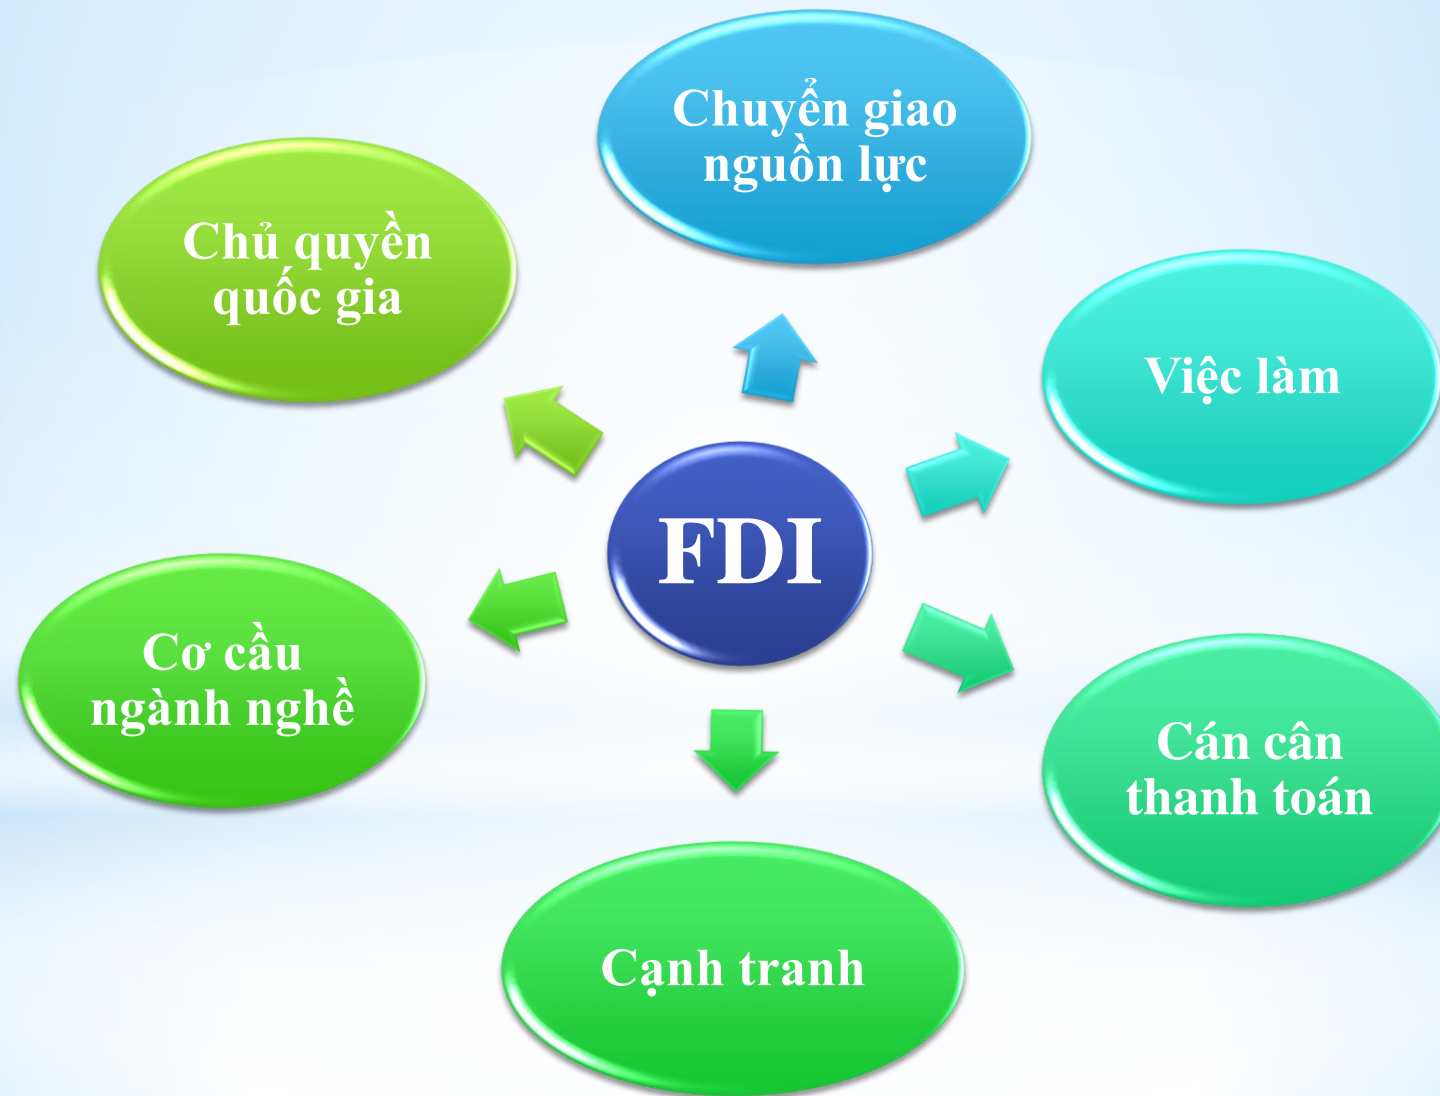 Chuyển giao
nguồn lực
Chủ quyền
quốc gia
Việc làm
FDI
Cơ cầu
ngành nghề
Cán cân
thanh toán
Cạnh tranh